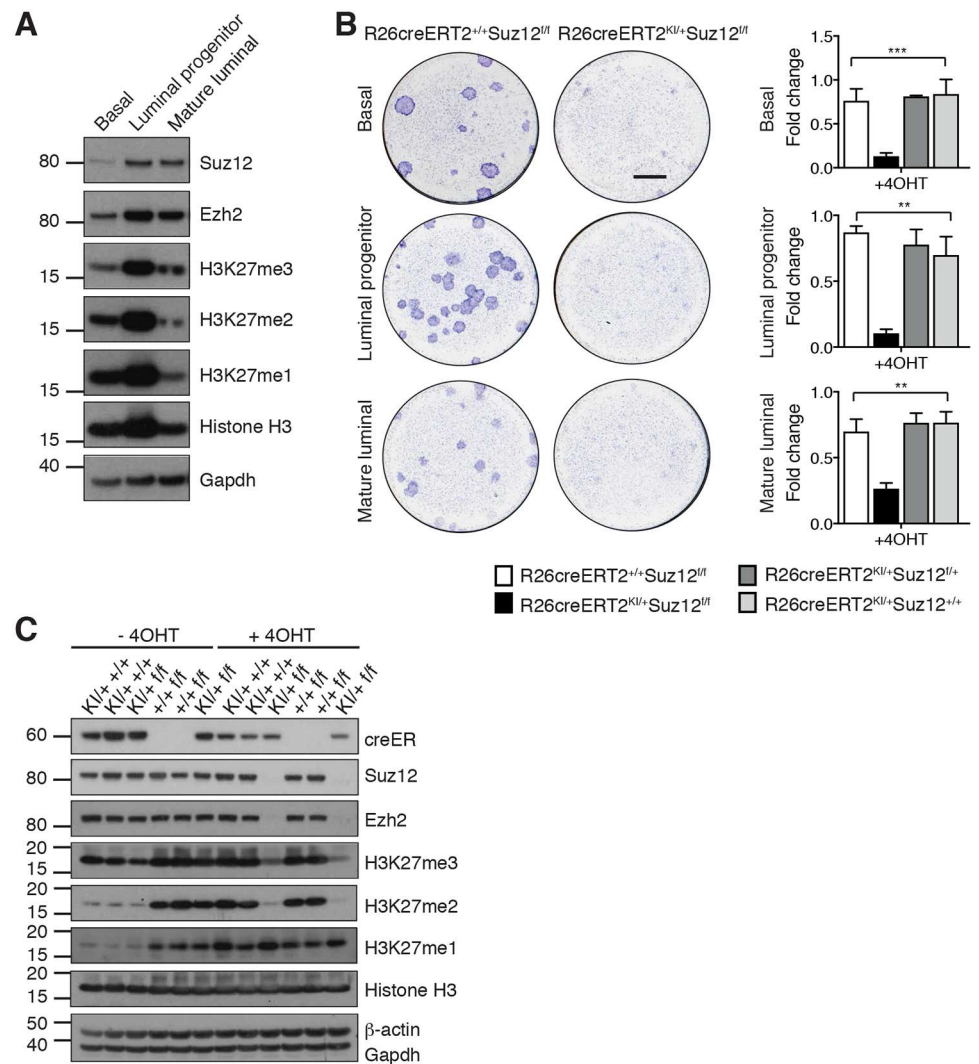 A
Basal
Luminal progenitor
Mature luminal
80
Suz12
80
Ezh2
15
H3K27me3
15
H3K27me2
15
H3K27me1
15
Histone H3
40
Gapdh
B
R26creERT2+/+Suz12f/f R26creERT2KI/+Suz12f/f
Basal
Luminal progenitor
Mature luminal
Basal
Fold change
1.5
1.0
0.5
0.0
***
+4OHT
Luminal progenitor
Fold change
1.0
0.5
0.0
**
+4OHT
Mature luminal
Fold change
1.0
0.5
0.0
**
+4OHT
R26creERT2+/+Suz12f/f
R26creERT2KI/+Suz12f/+
R26creERT2KI/+Suz12f/f
R26creERT2KI/+Suz12+/+
C
- 4OHT
+ 4OHT
KI/+ +/+
KI/+ +/+
KI/+ f/f
+/+ f/f
+/+ f/f
KI/+ f/f
KI/+ +/+
KI/+ +/+
KI/+ f/f
+/+ f/f
+/+ f/f
KI/+ f/f
60
creER
80
Suz12
80
Ezh2
20
15
H3K27me3
20
15
H3K27me2
20
15
H3K27me1
20
15
Histone H3
50
40
β-actin
Gapdh